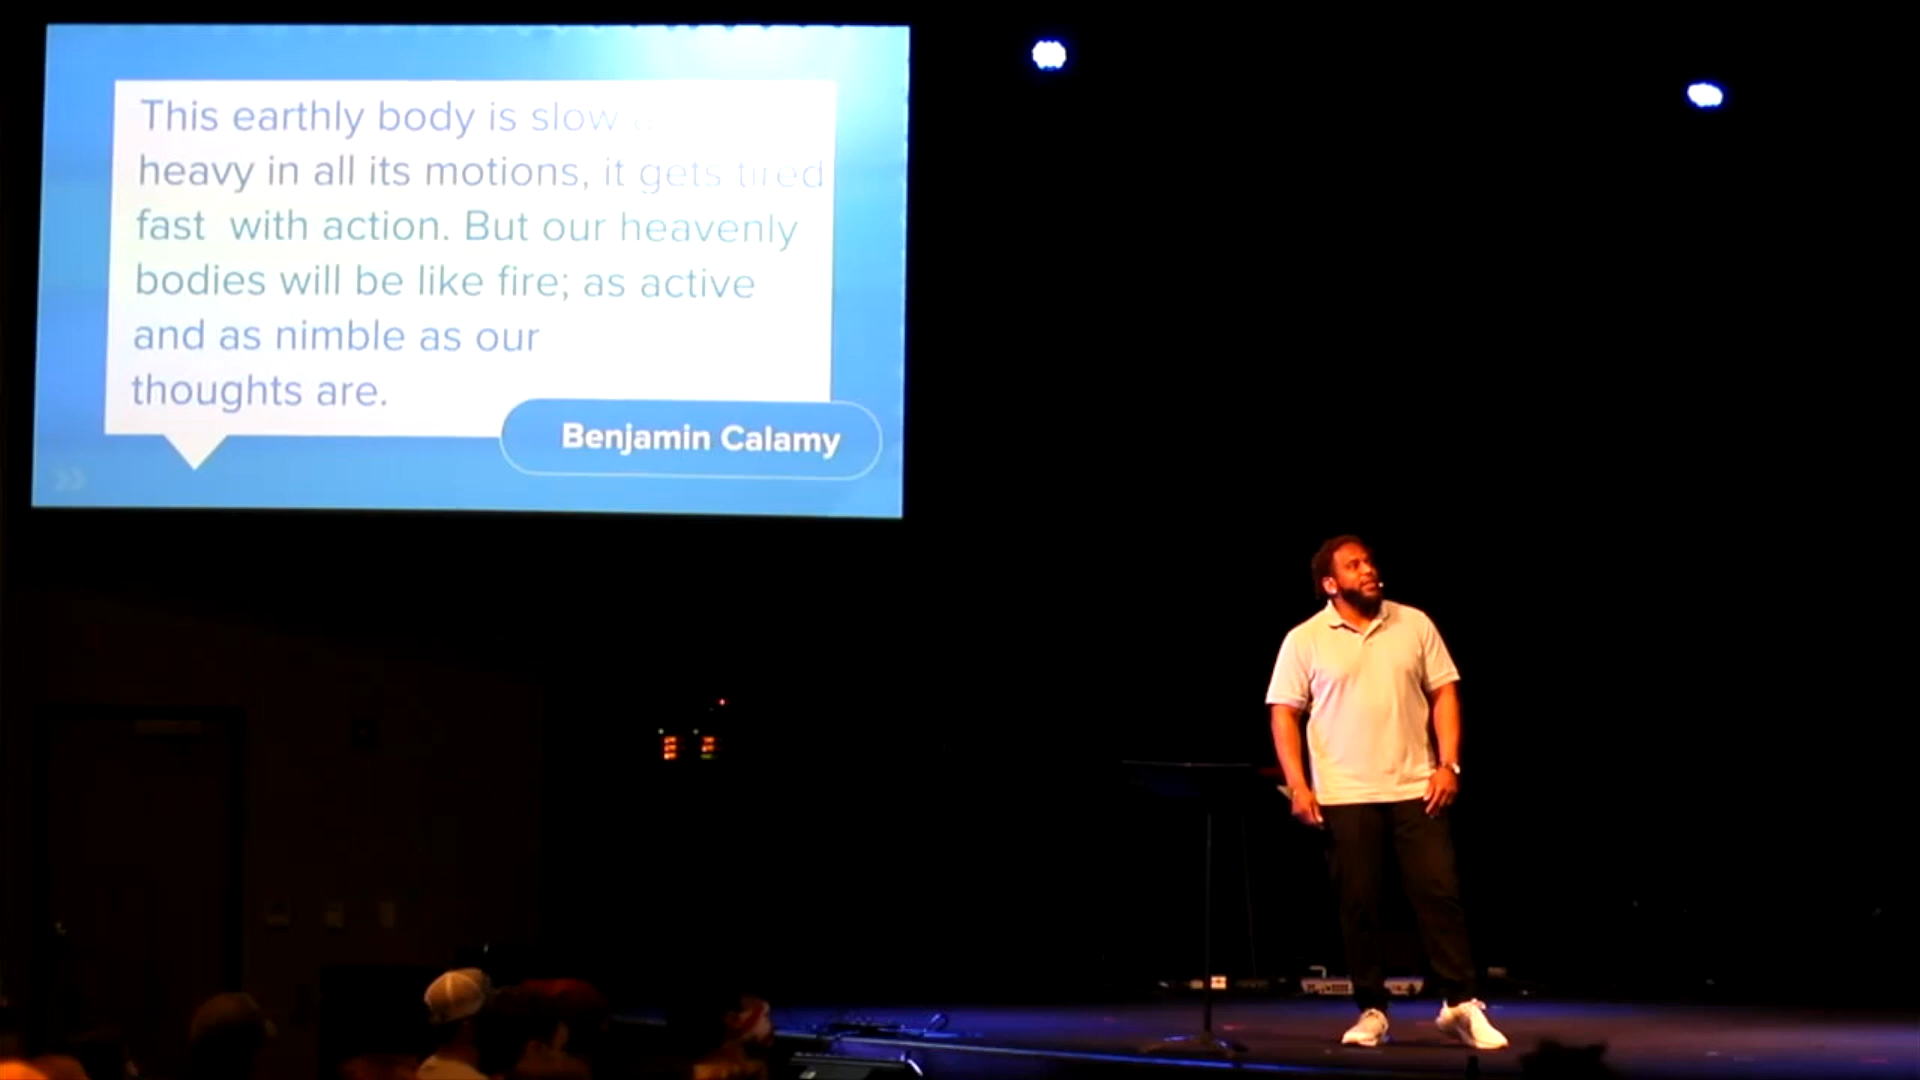 This earthly body is slow
heavy in all its motions, it gets tired
fast with action. But our heavenly
bodies will be like fire; as active
and as nimble as our
thoughts are.
Benjamin Calamy